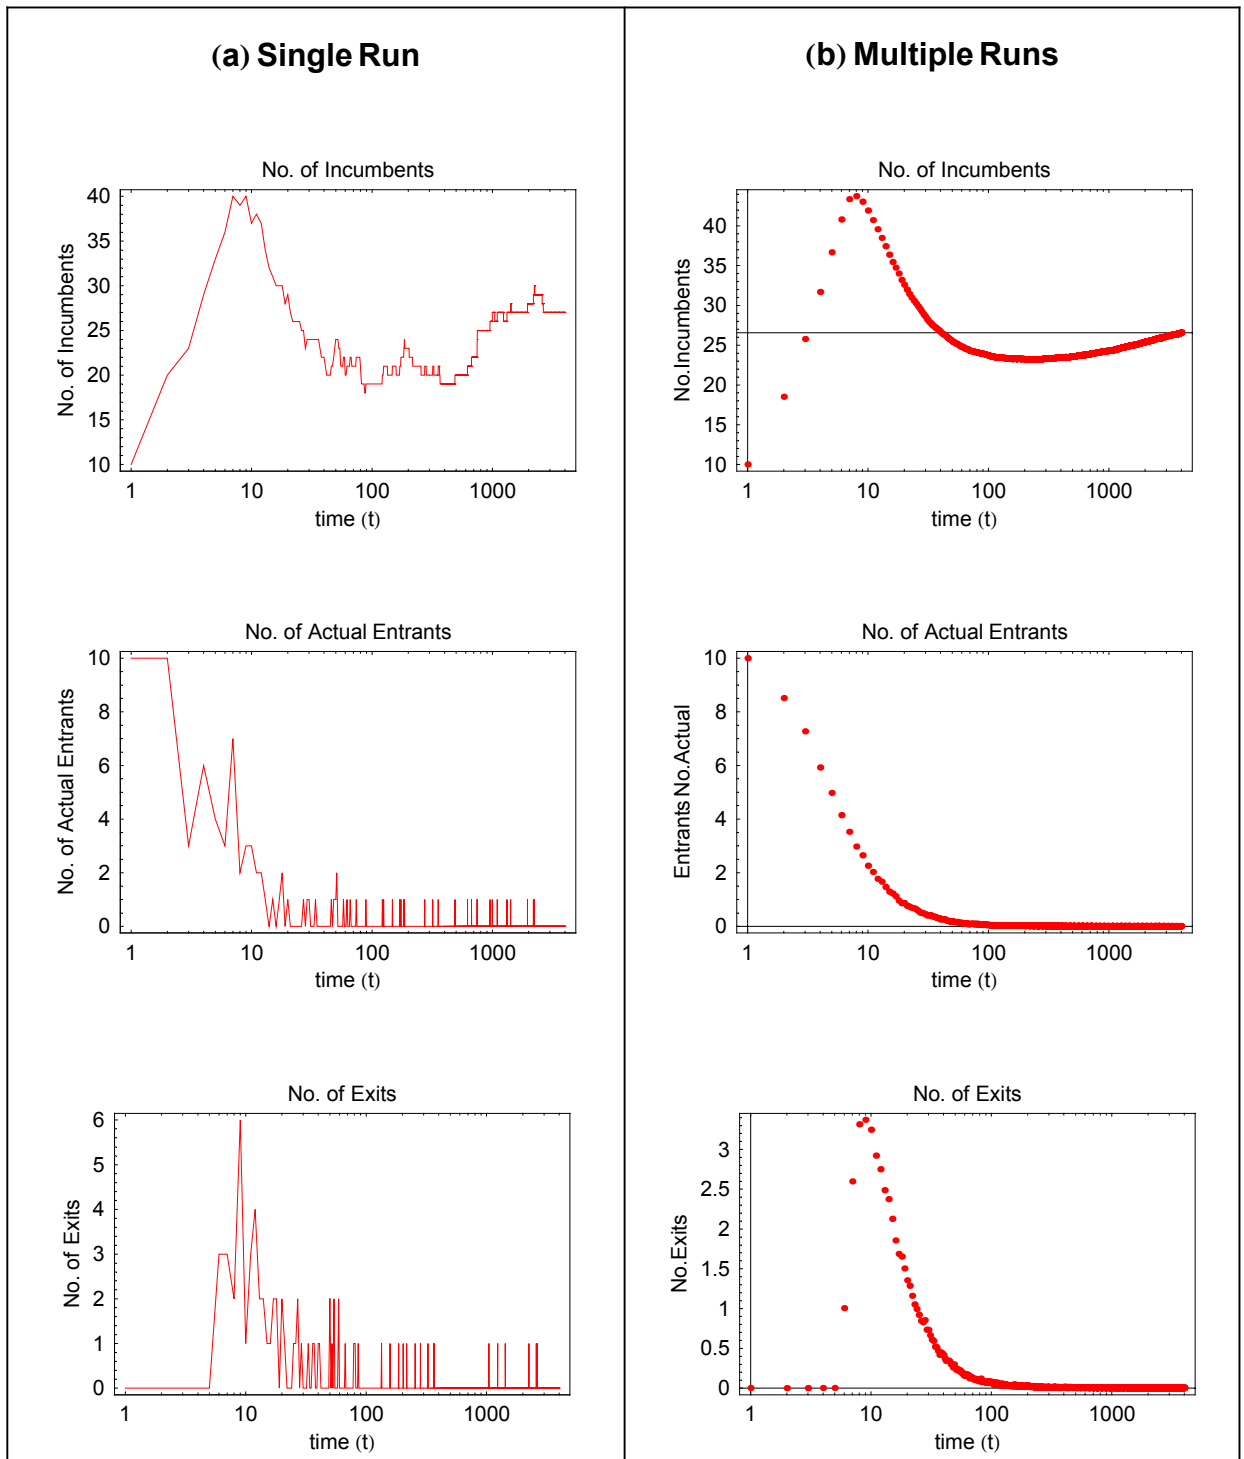 (a) Single Run
No. of Incumbents
No. of Incumbents
40
35
30
25
20
15
10
1 10 100 1000
time (t)
No. of Actual Entrants
No. of Actual Entrants
10
8
6
4
2
0
1 10 100 1000
time (t)
No. of Exits
No. of Exits
6
5
4
3
2
1
0
1 10 100 1000
time (t)
(b) Multiple Runs
No. of Incumbents
No.Incumbents
40
35
30
25
20
15
10
1 10 100 1000
time (t)
No. of Actual Entrants
Entrants No.Actual
10
8
6
4
2
0
1 10 100 1000
time (t)
No. of Exits
No.Exits
3
2.5
2
1.5
1
0.5
0
1 10 100 1000
time (t)